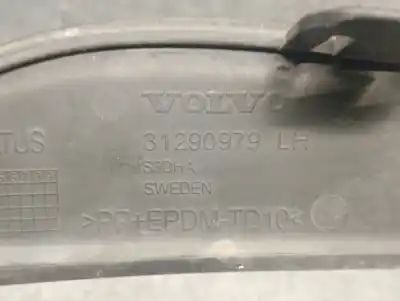 VOLVO
31290979 LH
SWEDEN
>PP+EPDM-TD10<